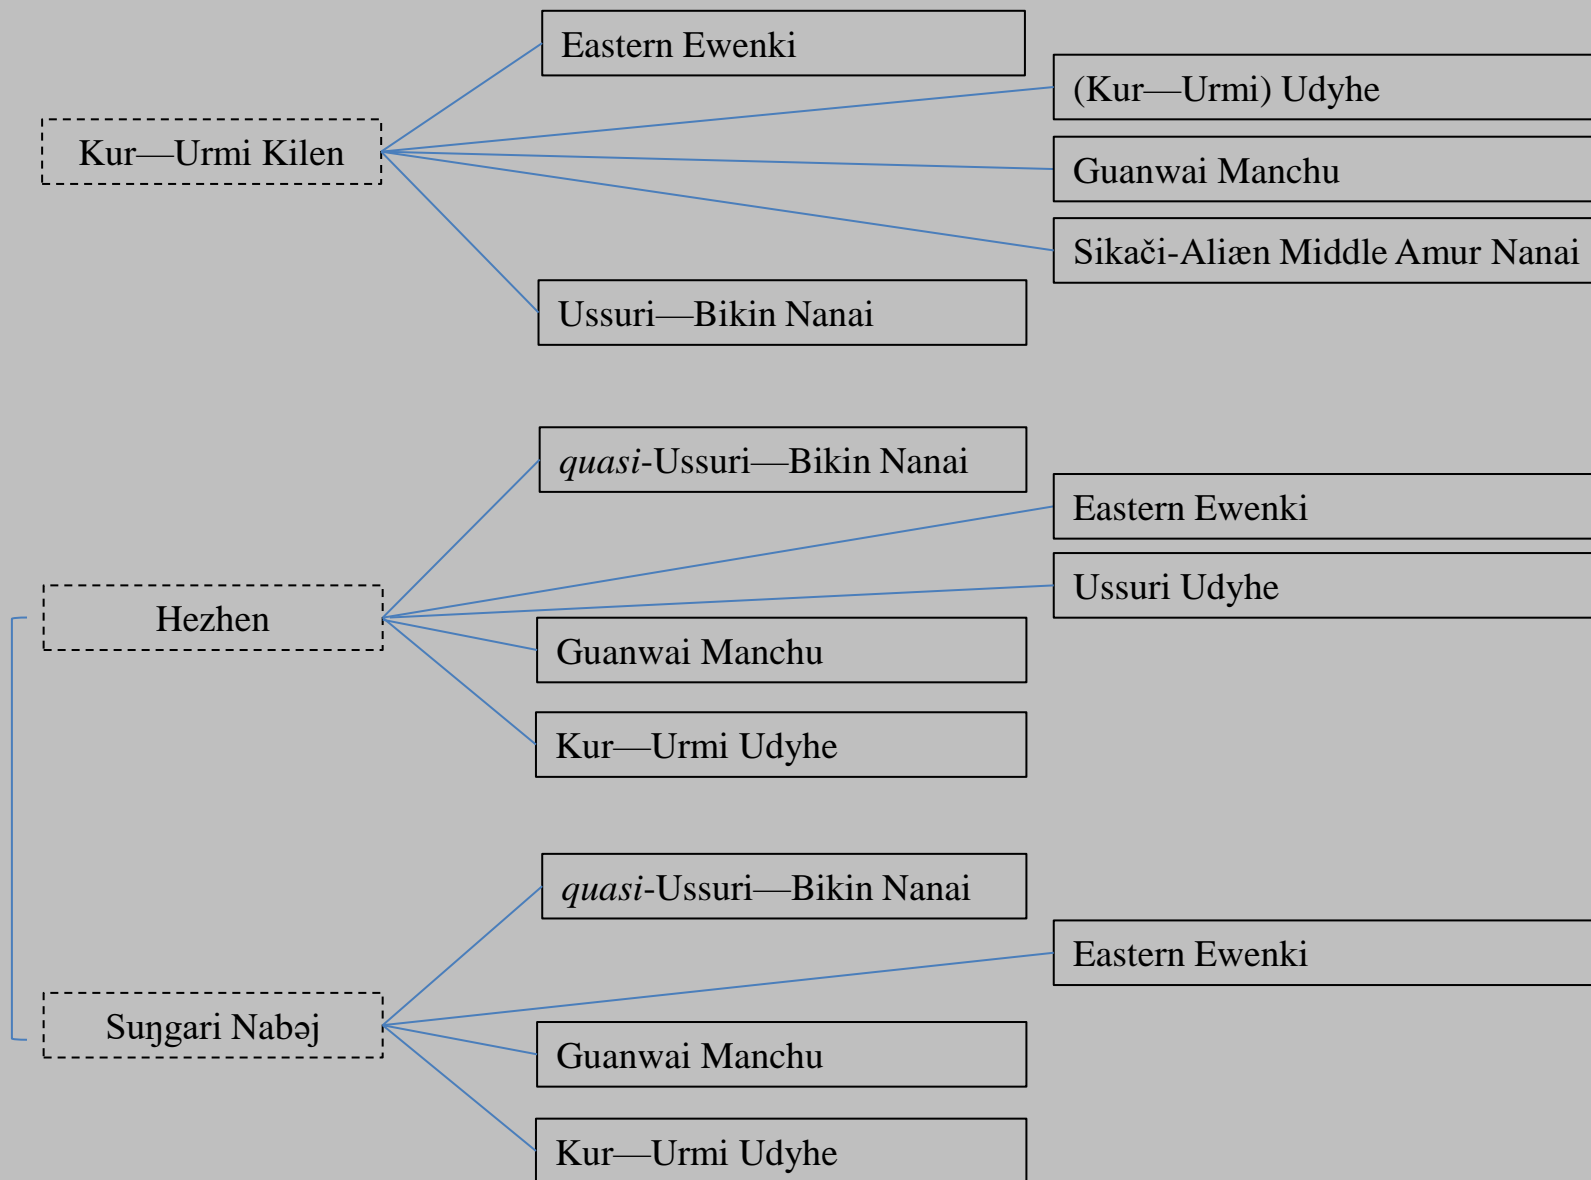 Eastern Ewenki
(Kur—Urmi) Udyhe
Kur—Urmi Kilen
Guanwai Manchu
Sikači-Aliæn Middle Amur Nanai
Ussuri—Bikin Nanai
quasi-Ussuri—Bikin Nanai
Eastern Ewenki
Ussuri Udyhe
Hezhen
Guanwai Manchu
Kur—Urmi Udyhe
quasi-Ussuri—Bikin Nanai
Eastern Ewenki
Suŋgari Nabəj
Guanwai Manchu
Kur—Urmi Udyhe